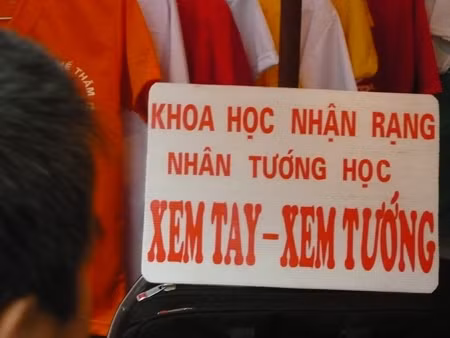 KHOA HỌC NHẬN RẠNG
NHÂN TƯỚNG HỌC
XEM TAY - XEM TƯỚNG